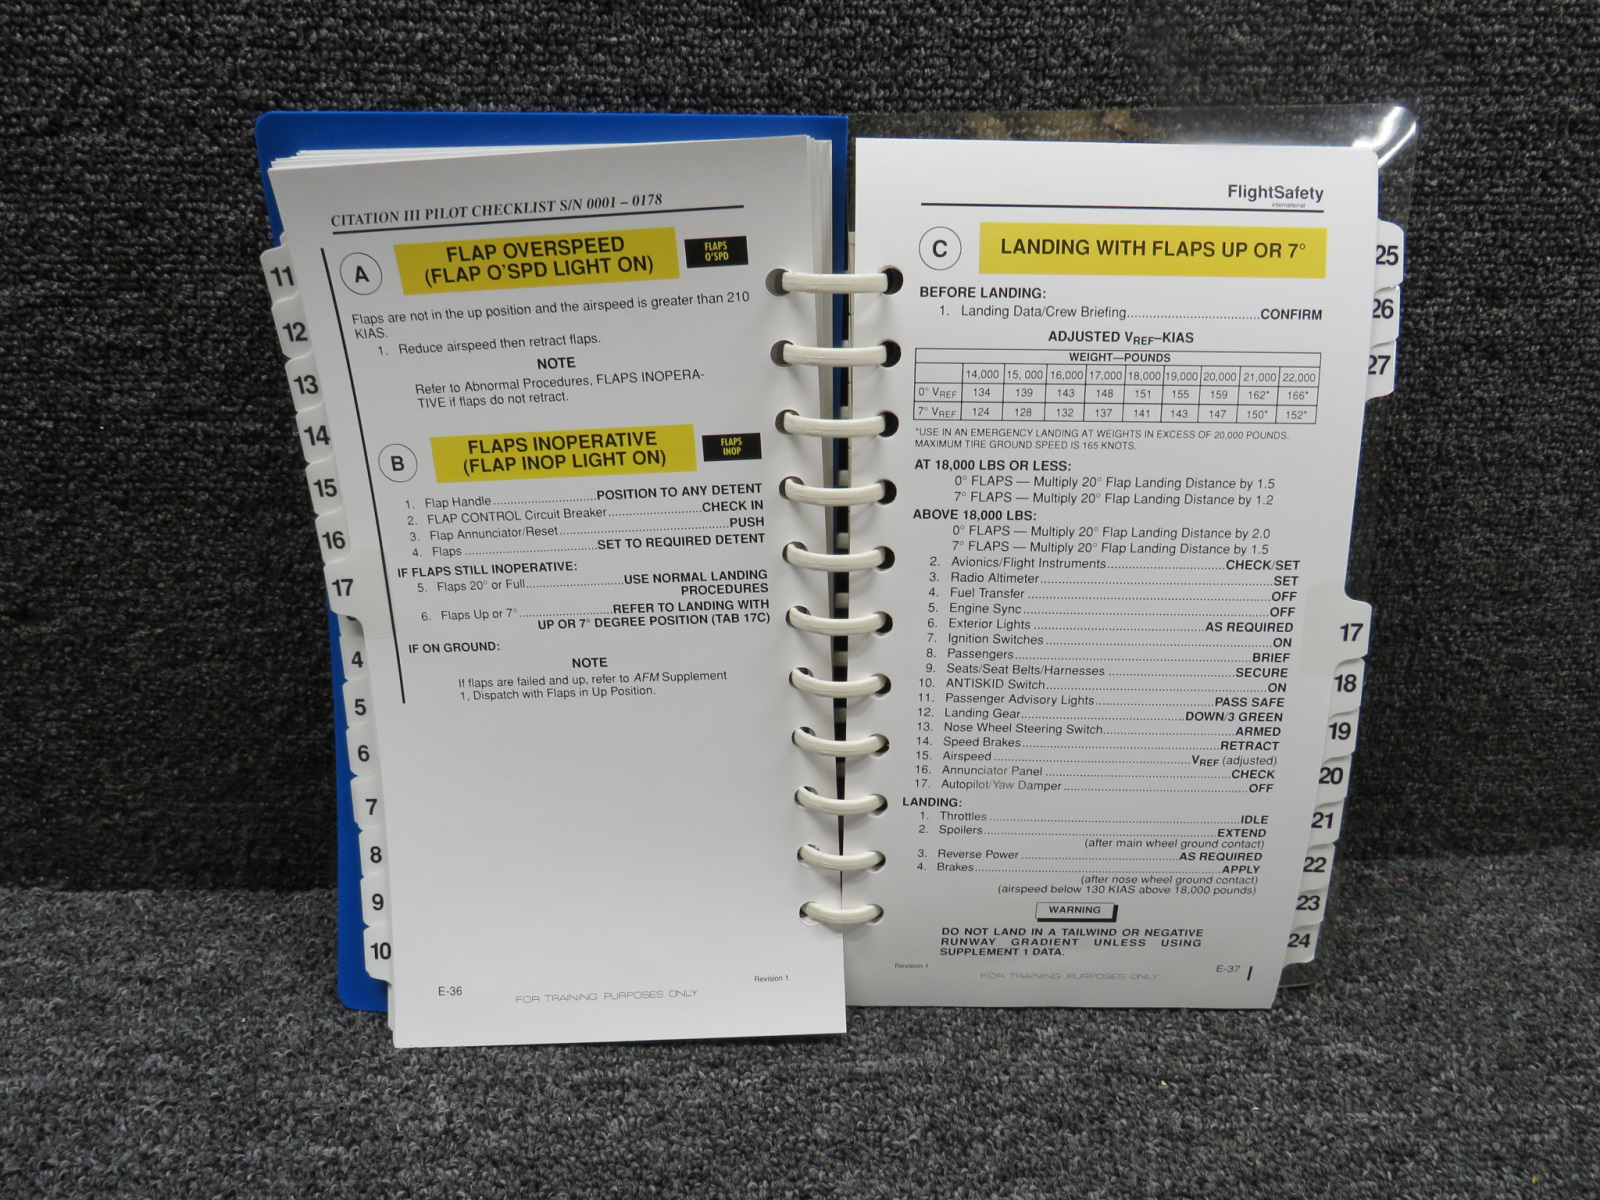 CITATION III PILOT CHECKLIST S/N 0001 – 0178
A
FLAP OVERSPEED
(FLAP O'SPD LIGHT ON)
FLAPS
O'SPD
Flaps are not in the up position and the airspeed is greater than 210
KIAS.
1. Reduce airspeed then retract flaps.
NOTE
Refer to Abnormal Procedures, FLAPS INOPERA-
TIVE if flaps do not retract.
B
FLAPS INOPERATIVE
(FLAP INOP LIGHT ON)
FLAPS
INOP
1. Flap Handle........................POSITION TO ANY DETENT
2. FLAP CONTROL Circuit Breaker......................CHECK IN
3. Flap Annunciator/Reset........................................PUSH
4. Flaps ..............................SET TO REQUIRED DETENT
IF FLAPS STILL INOPERATIVE:
5. Flaps 20° or Full.......................USE NORMAL LANDING
PROCEDURES
6. Flaps Up or 7°......................REFER TO LANDING WITH
UP OR 7° DEGREE POSITION (TAB 17C)
IF ON GROUND:
NOTE
If flaps are failed and up, refer to AFM Supplement
1, Dispatch with Flaps in Up Position.
Revision 1
E-36
FOR TRAINING PURPOSES ONLY
11
12
13
14
15
16
17
4
5
6
7
8
9
10
FlightSafety
international
C
LANDING WITH FLAPS UP OR 7°
BEFORE LANDING:
1. Landing Data/Crew Briefing..............................CONFIRM
ADJUSTED VREF–KIAS
WEIGHT—POUNDS
14,000 15, 000 16,000 17,000 18,000 19,000 20,000 21,000 22,000
0° VREF 134 139 143 148 151 155 159 162* 166*
7° VREF 124 128 132 137 141 143 147 150* 152*
*USE IN AN EMERGENCY LANDING AT WEIGHTS IN EXCESS OF 20,000 POUNDS.
MAXIMUM TIRE GROUND SPEED IS 165 KNOTS.
AT 18,000 LBS OR LESS:
0° FLAPS — Multiply 20° Flap Landing Distance by 1.5
7° FLAPS — Multiply 20° Flap Landing Distance by 1.2
ABOVE 18,000 LBS:
0° FLAPS — Multiply 20° Flap Landing Distance by 2.0
7° FLAPS — Multiply 20° Flap Landing Distance by 1.5
2. Avionics/Flight Instruments..........................CHECK/SET
3. Radio Altimeter....................................................SET
4. Fuel Transfer ......................................................OFF
5. Engine Sync........................................................OFF
6. Exterior Lights ......................................AS REQUIRED
7. Ignition Switches...................................................ON
8. Passengers.......................................................BRIEF
9. Seats/Seat Belts/Harnesses ............................SECURE
10. ANTISKID Switch..................................................ON
11. Passenger Advisory Lights..........................PASS SAFE
12. Landing Gear.....................................DOWN/3 GREEN
13. Nose Wheel Steering Switch.............................ARMED
14. Speed Brakes..............................................RETRACT
15. Airspeed ............................................VREF (adjusted)
16. Annunciator Panel ..........................................CHECK
17. Autopilot/Yaw Damper..........................................OFF
LANDING:
1. Throttles .............................................................IDLE
2. Spoilers.........................................................EXTEND
(after main wheel ground contact)
3. Reverse Power .....................................AS REQUIRED
4. Brakes.............................................................APPLY
(after nose wheel ground contact)
(airspeed below 130 KIAS above 18,000 pounds)
WARNING
DO NOT LAND IN A TAILWIND OR NEGATIVE
RUNWAY GRADIENT UNLESS USING
SUPPLEMENT 1 DATA.
Revision 1
FOR TRAINING PURPOSES ONLY
E-37
25
26
27
17
18
19
20
21
22
23
24